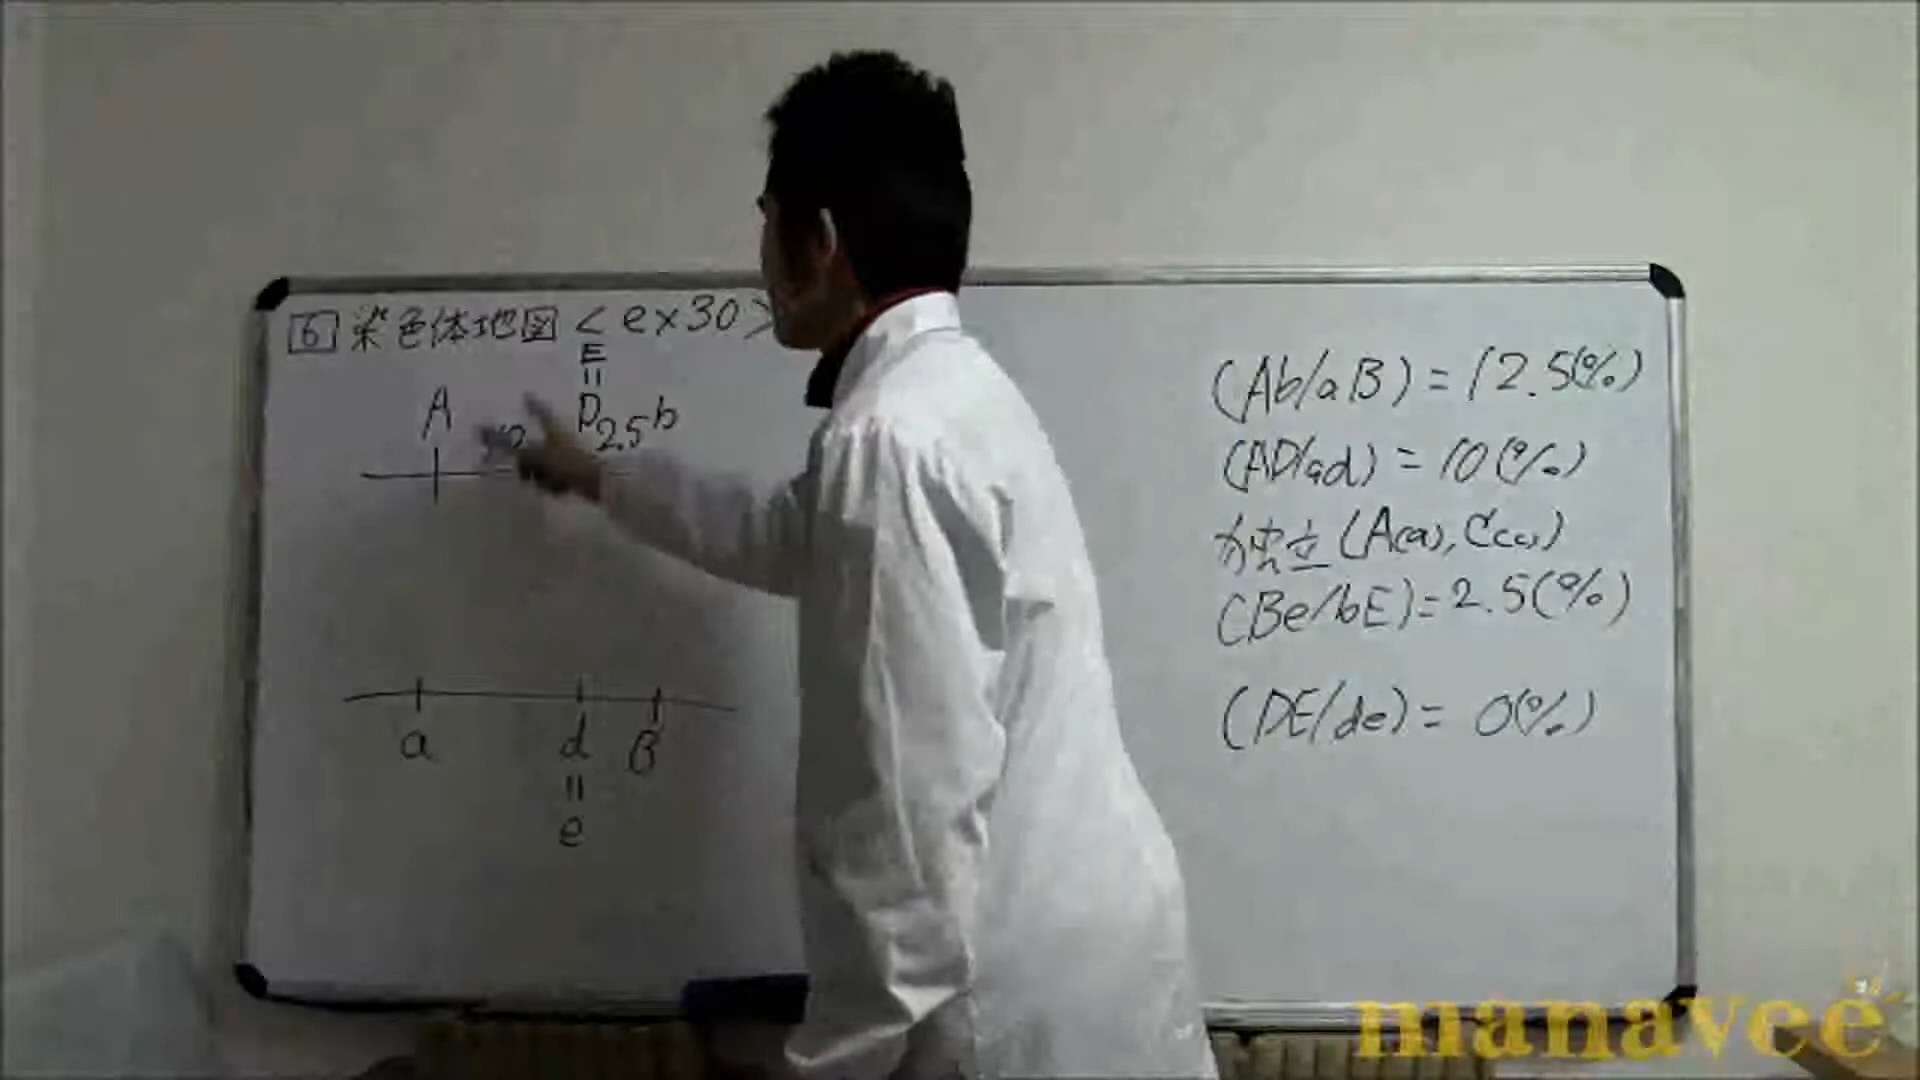 6 染色体地図 <ex30>
E
=
A 10 D 2.5 b
a d B
=
e
(Ab/aB) = 12.5(%)
(AD/ad) = 10(%)
独立 (A(a), C(c))
(Be/bE) = 2.5(%)
(DE/de) = 0(%)
manavee